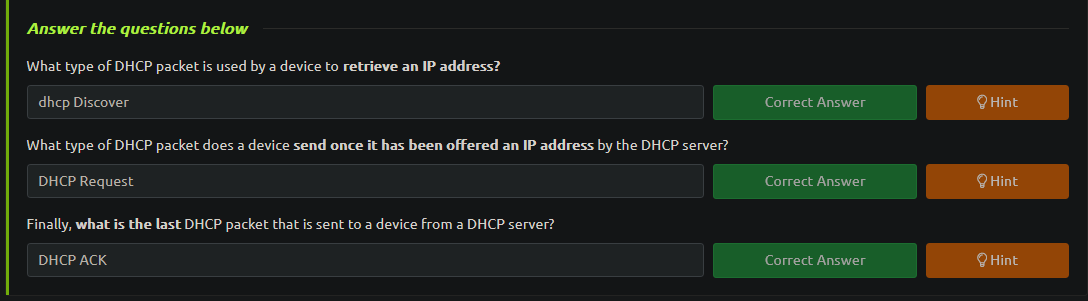 Answer the questions below
What type of DHCP packet is used by a device to retrieve an IP address?
dhcp Discover Correct Answer Hint
What type of DHCP packet does a device send once it has been offered an IP address by the DHCP server?
DHCP Request Correct Answer Hint
Finally, what is the last DHCP packet that is sent to a device from a DHCP server?
DHCP ACK Correct Answer Hint